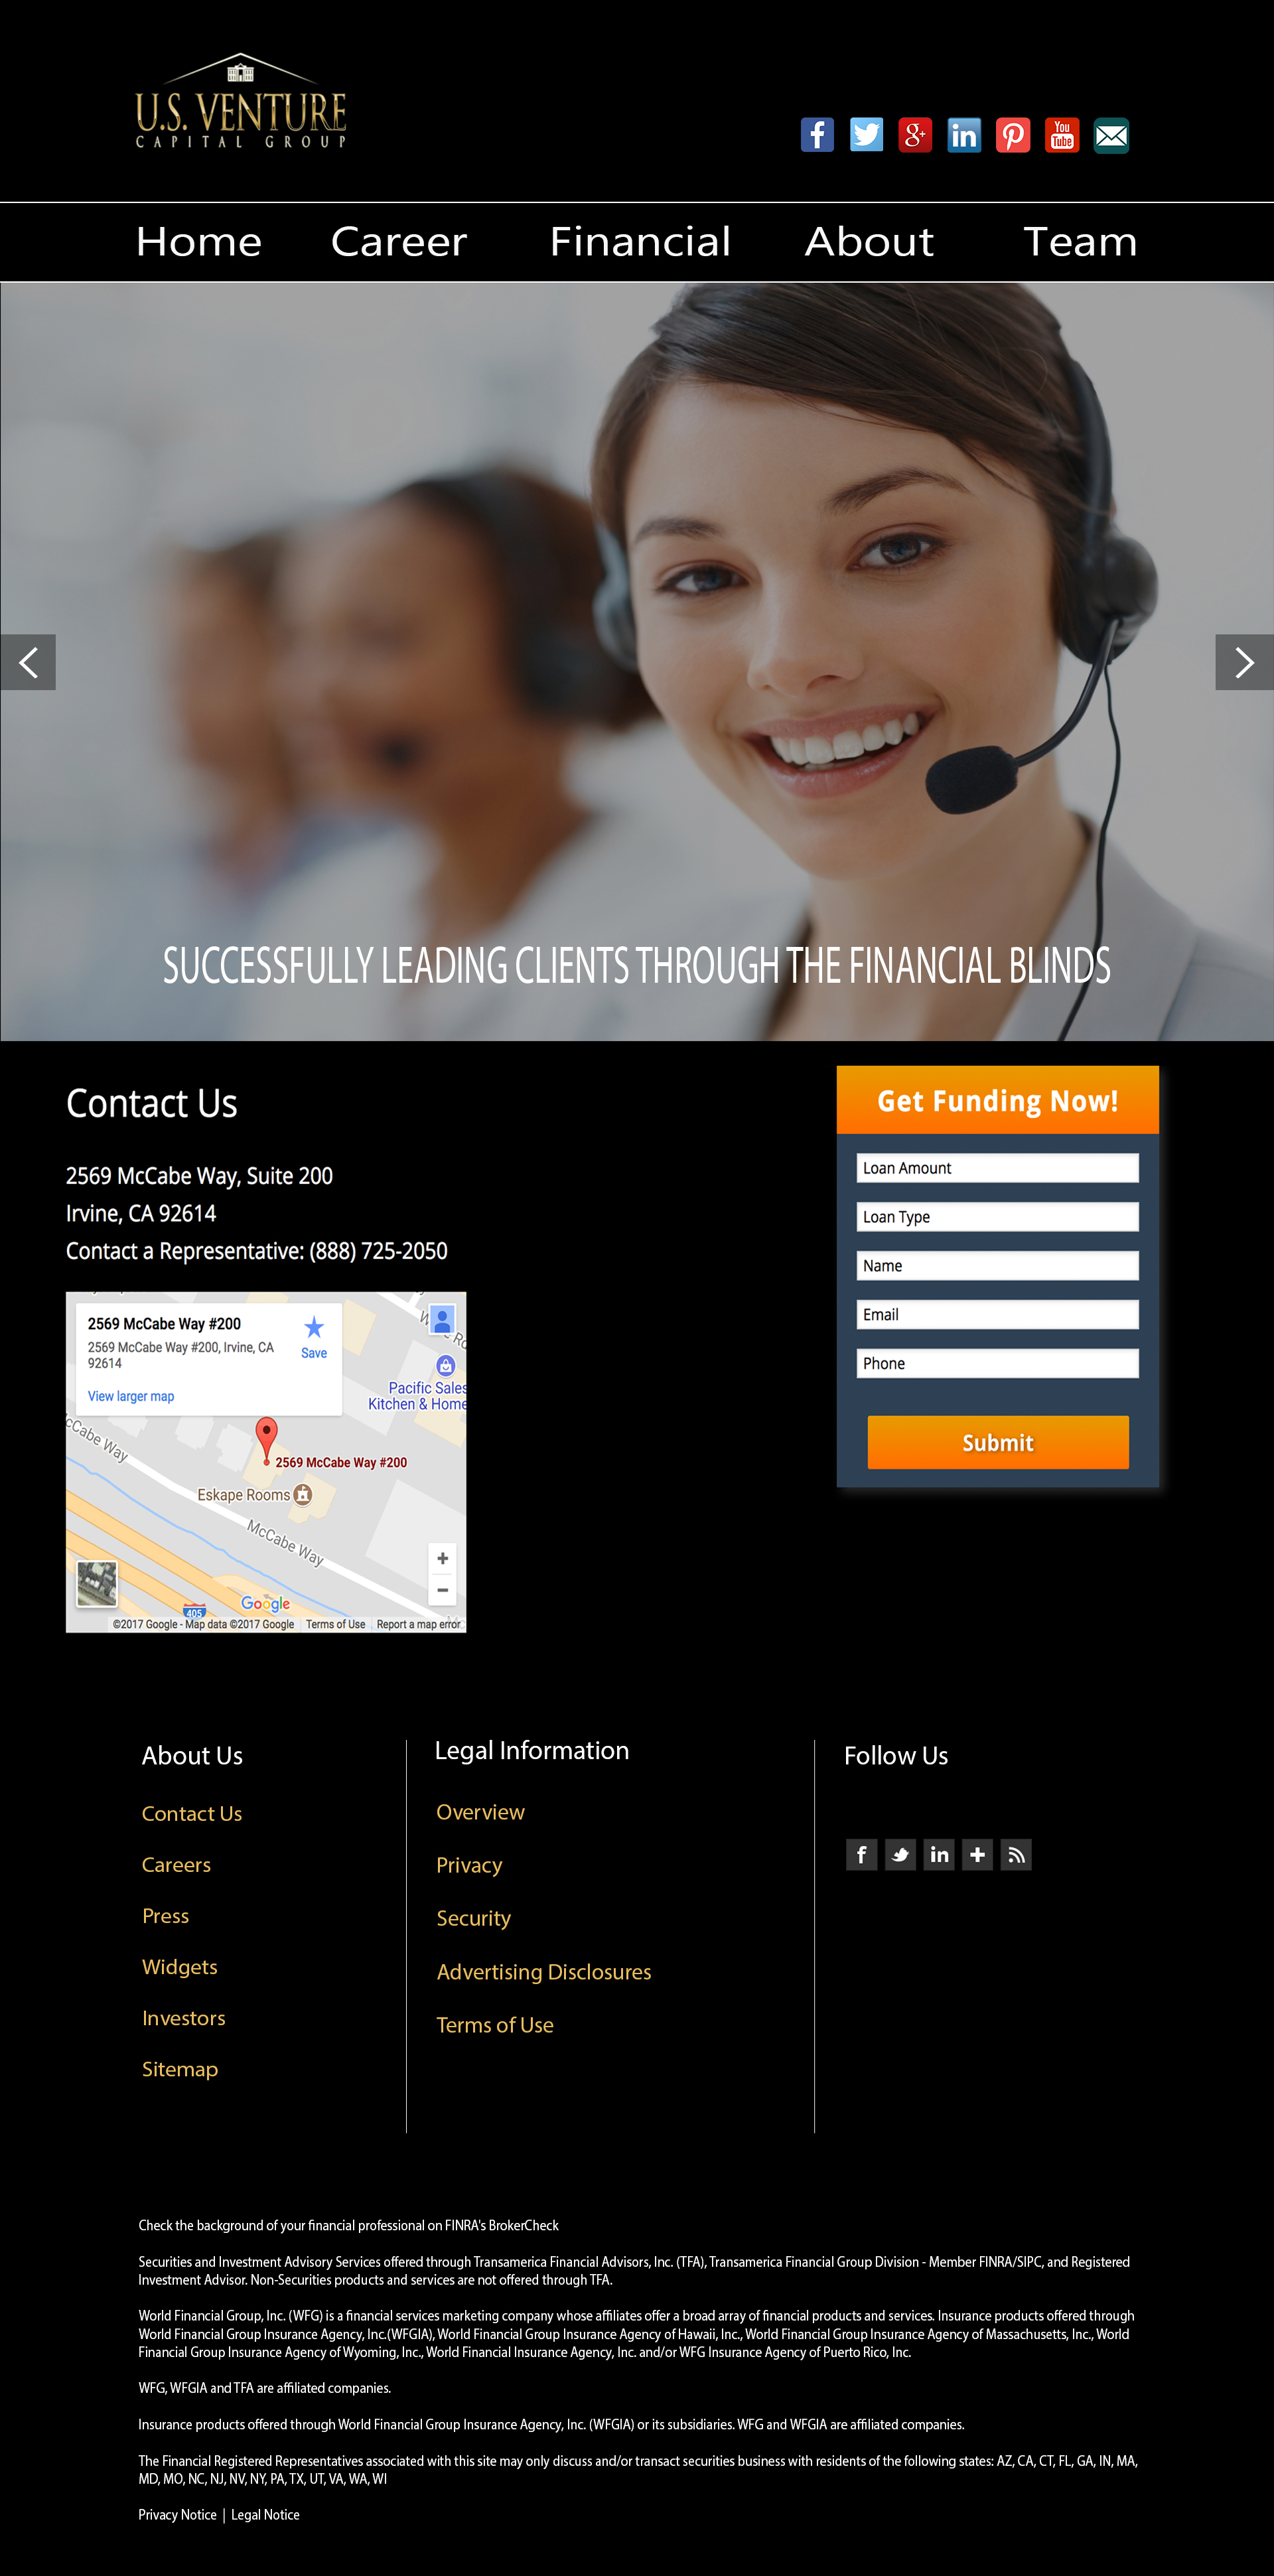 U.S. VENTURE
CAPITAL GROUP
You
Tube
Home Career Financial About Team
SUCCESSFULLY LEADING CLIENTS THROUGH THE FINANCIAL BLINDS
Contact Us
2569 McCabe Way, Suite 200
Irvine, CA 92614
Contact a Representative: (888) 725-2050
2569 McCabe Way #200
2569 McCabe Way #200, Irvine, CA
92614
Save
View larger map
Pacific Sales
Kitchen & Home
McCabe Way
2569 McCabe Way #200
Eskape Rooms
McCabe Way
405
Google
©2017 Google - Map data ©2017 Google
Terms of Use
Report a map error
Get Funding Now!
Loan Amount
Loan Type
Name
Email
Phone
Submit
About Us
Contact Us
Careers
Press
Widgets
Investors
Sitemap
Legal Information
Overview
Privacy
Security
Advertising Disclosures
Terms of Use
Follow Us
Check the background of your financial professional on FINRA's BrokerCheck
Securities and Investment Advisory Services offered through Transamerica Financial Advisors, Inc. (TFA), Transamerica Financial Group Division - Member FINRA/SIPC, and Registered
Investment Advisor. Non-Securities products and services are not offered through TFA.
World Financial Group, Inc. (WFG) is a financial services marketing company whose affiliates offer a broad array of financial products and services. Insurance products offered through
World Financial Group Insurance Agency, Inc.(WFGIA), World Financial Group Insurance Agency of Hawaii, Inc., World Financial Group Insurance Agency of Massachusetts, Inc., World
Financial Group Insurance Agency of Wyoming, Inc., World Financial Insurance Agency, Inc. and/or WFG Insurance Agency of Puerto Rico, Inc.
WFG, WFGIA and TFA are affiliated companies.
Insurance products offered through World Financial Group Insurance Agency, Inc. (WFGIA) or its subsidiaries. WFG and WFGIA are affiliated companies.
The Financial Registered Representatives associated with this site may only discuss and/or transact securities business with residents of the following states: AZ, CA, CT, FL, GA, IN, MA,
MD, MO, NC, NJ, NV, NY, PA, TX, UT, VA, WA, WI
Privacy Notice | Legal Notice